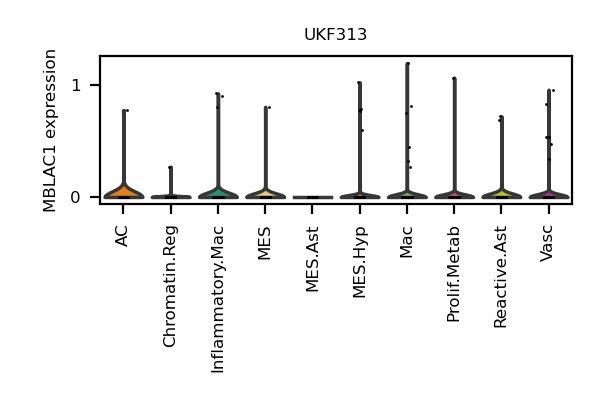 UKF313
MBLAC1 expression
1
0
AC
Chromatin.Reg
Inflammatory.Mac
MES
MES.Ast
MES.Hyp
Mac
Prolif.Metab
Reactive.Ast
Vasc